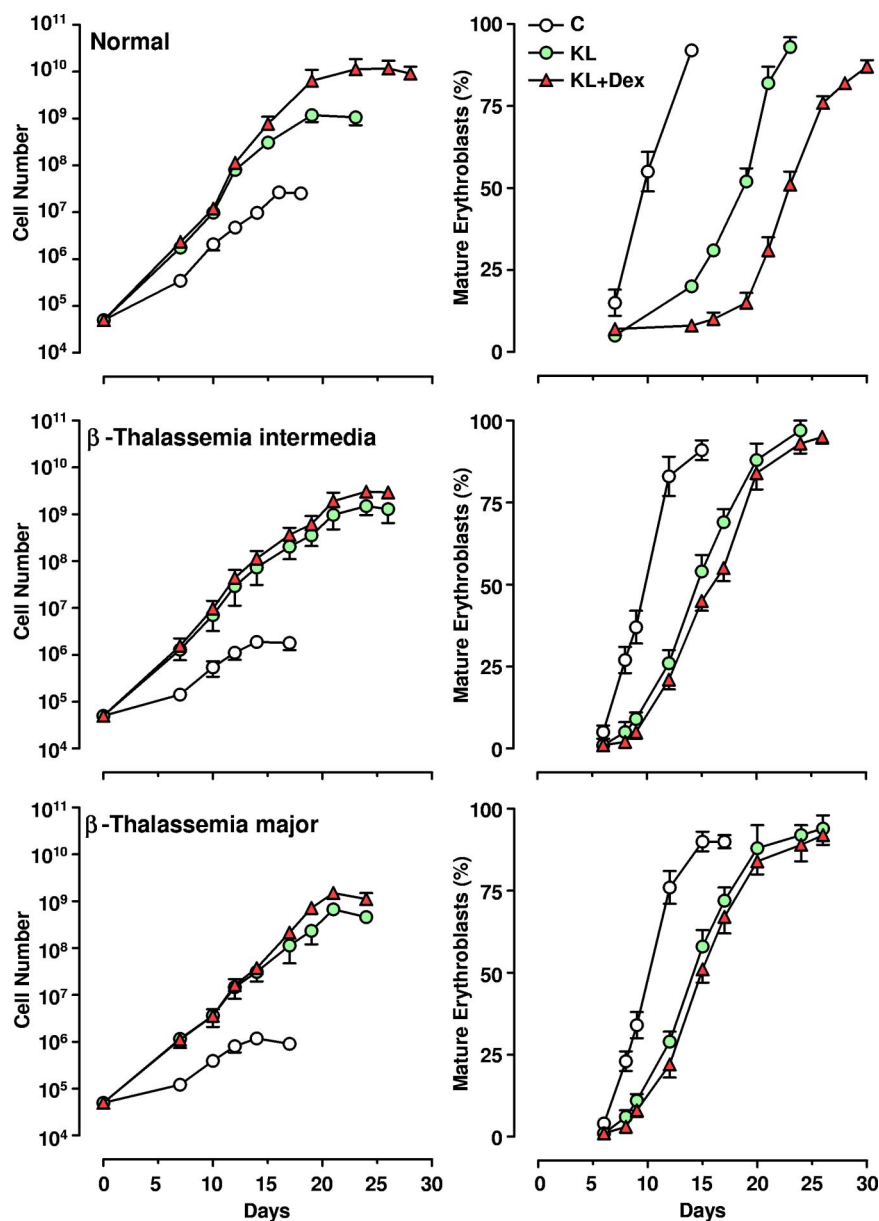 Normal
Cell Number
10¹¹
10¹⁰
10⁹
10⁸
10⁷
10⁶
10⁵
10⁴
C
KL
KL+Dex
Mature Erythroblasts (%)
100
75
50
25
0
β-Thalassemia intermedia
Cell Number
10¹¹
10¹⁰
10⁹
10⁸
10⁷
10⁶
10⁵
10⁴
Mature Erythroblasts (%)
100
75
50
25
0
β-Thalassemia major
Cell Number
10¹¹
10¹⁰
10⁹
10⁸
10⁷
10⁶
10⁵
10⁴
0 5 10 15 20 25 30
Days
Mature Erythroblasts (%)
100
75
50
25
0
0 5 10 15 20 25 30
Days